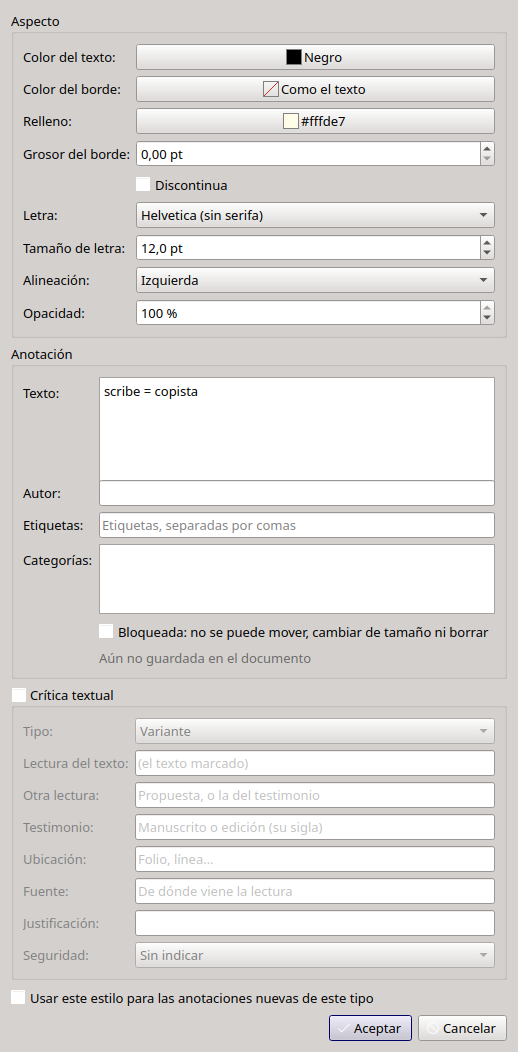 Aspecto
Color del texto: Negro
Color del borde: Como el texto
Relleno: #fffde7
Grosor del borde: 0,00 pt
Discontinua
Letra: Helvetica (sin serifa)
Tamaño de letra: 12,0 pt
Alineación: Izquierda
Opacidad: 100 %
Anotación
Texto: scribe = copista
Autor:
Etiquetas: Etiquetas, separadas por comas
Categorías:
Bloqueada: no se puede mover, cambiar de tamaño ni borrar
Aún no guardada en el documento
Crítica textual
Tipo: Variante
Lectura del texto: (el texto marcado)
Otra lectura: Propuesta, o la del testimonio
Testimonio: Manuscrito o edición (su sigla)
Ubicación: Folio, línea...
Fuente: De dónde viene la lectura
Justificación:
Seguridad: Sin indicar
Usar este estilo para las anotaciones nuevas de este tipo
Aceptar Cancelar